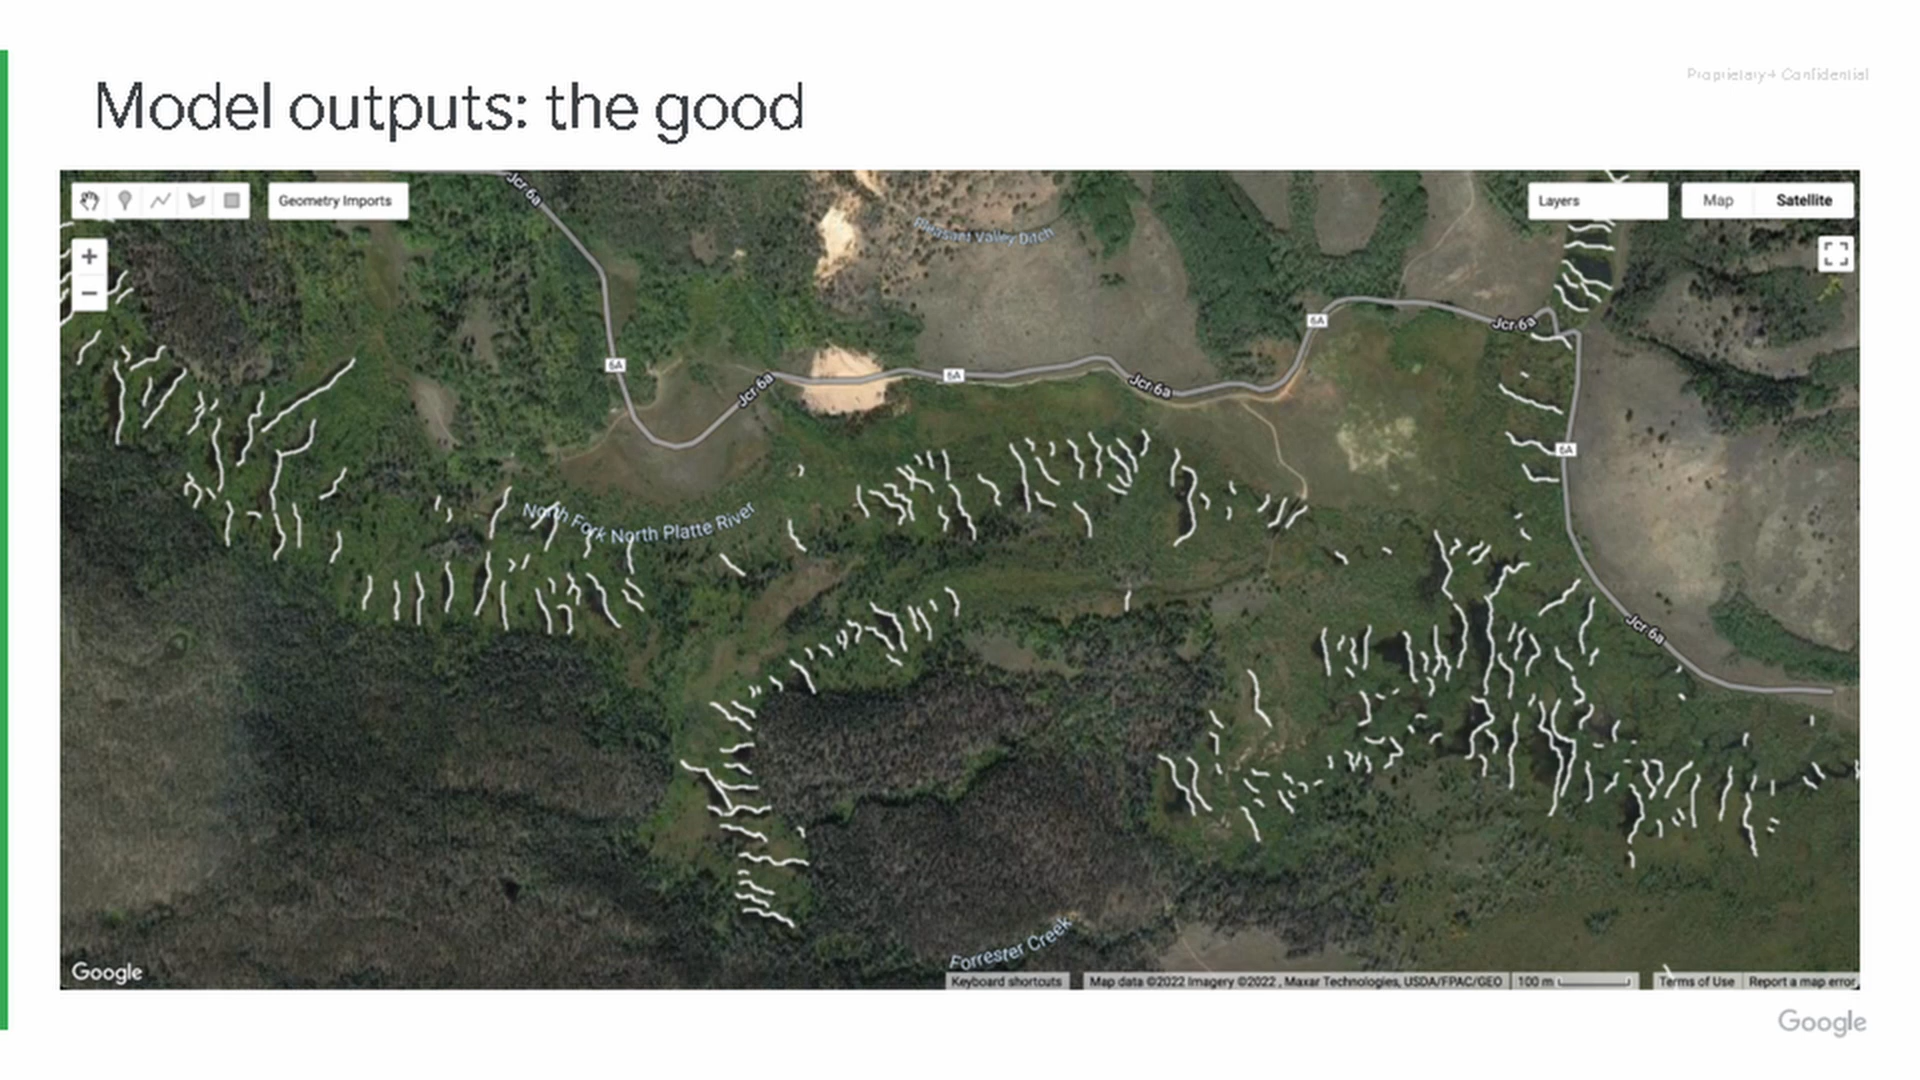 Proprietary + Confidential
Model outputs: the good
Geometry Imports
Layers
Map
Satellite
+
−
Jcr 6a
Pleasant Valley Ditch
6A
Jcr 6a
6A
Jcr 6a
6A
Jcr 6a
6A
Jcr 6a
North Fork North Platte River
Forrester Creek
Google
Keyboard shortcuts
Map data ©2022 Imagery ©2022 , Maxar Technologies, USDA/FPAC/GEO
100 m
Terms of Use
Report a map error
Google